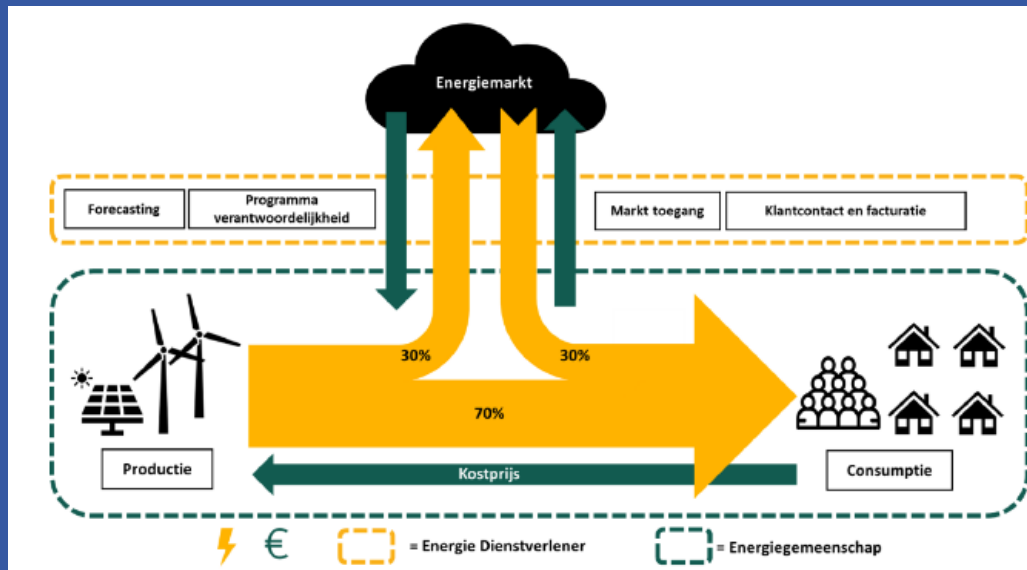 Energiemarkt
Forecasting
Programma
verantwoordelijkheid
Markt toegang
Klantcontact en facturatie
30%
30%
70%
Productie
Kostprijs
Consumptie
€
= Energie Dienstverlener
= Energiegemeenschap